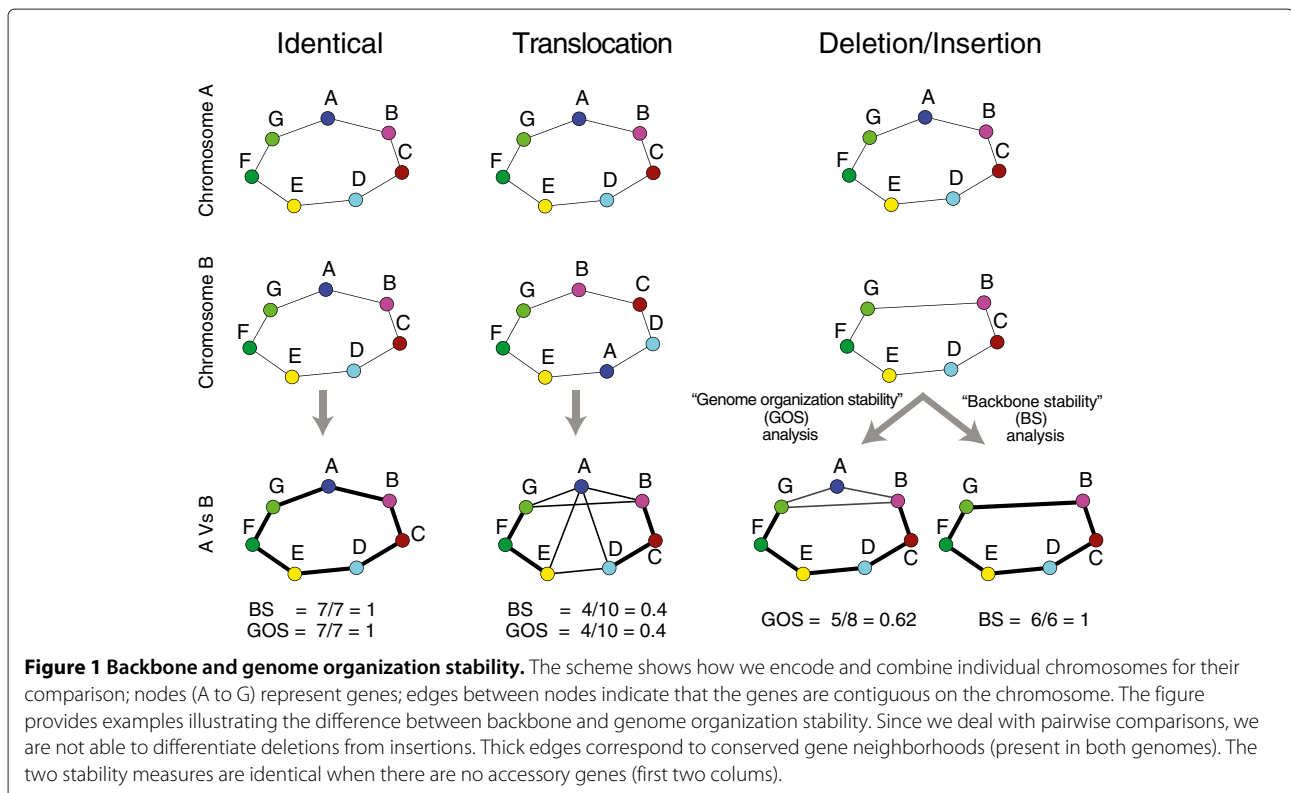 Identical Translocation Deletion/Insertion
Chromosome A
A
G B
F C
E D
A
G B
F C
E D
A
G B
F C
E D
Chromosome B
A
G B
F C
E D
B
G C
F D
E A
G B
F C
E D
“Genome organization stability”
(GOS)
analysis
“Backbone stability”
(BS)
analysis
A Vs B
A
G B
F C
E D
A
G B
F C
E D
A
G B
F C
E D
G B
F C
E D
BS = 7/7 = 1
GOS = 7/7 = 1
BS = 4/10 = 0.4
GOS = 4/10 = 0.4
GOS = 5/8 = 0.62
BS = 6/6 = 1
Figure 1 Backbone and genome organization stability. The scheme shows how we encode and combine individual chromosomes for their
comparison; nodes (A to G) represent genes; edges between nodes indicate that the genes are contiguous on the chromosome. The figure
provides examples illustrating the difference between backbone and genome organization stability. Since we deal with pairwise comparisons, we
are not able to differentiate deletions from insertions. Thick edges correspond to conserved gene neighborhoods (present in both genomes). The
two stability measures are identical when there are no accessory genes (first two colums).